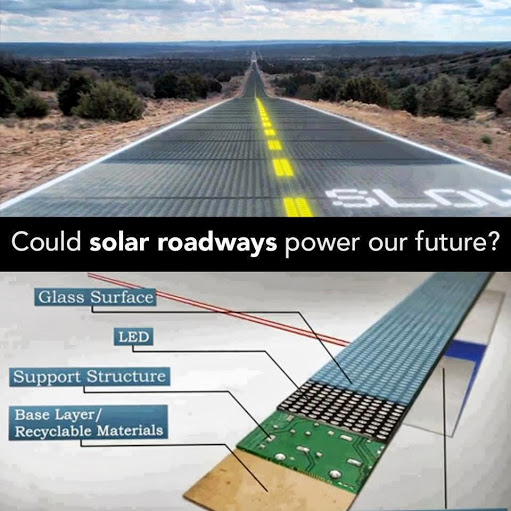 SLOW
Could solar roadways power our future?
Glass Surface
LED
Support Structure
Base Layer/
Recyclable Materials